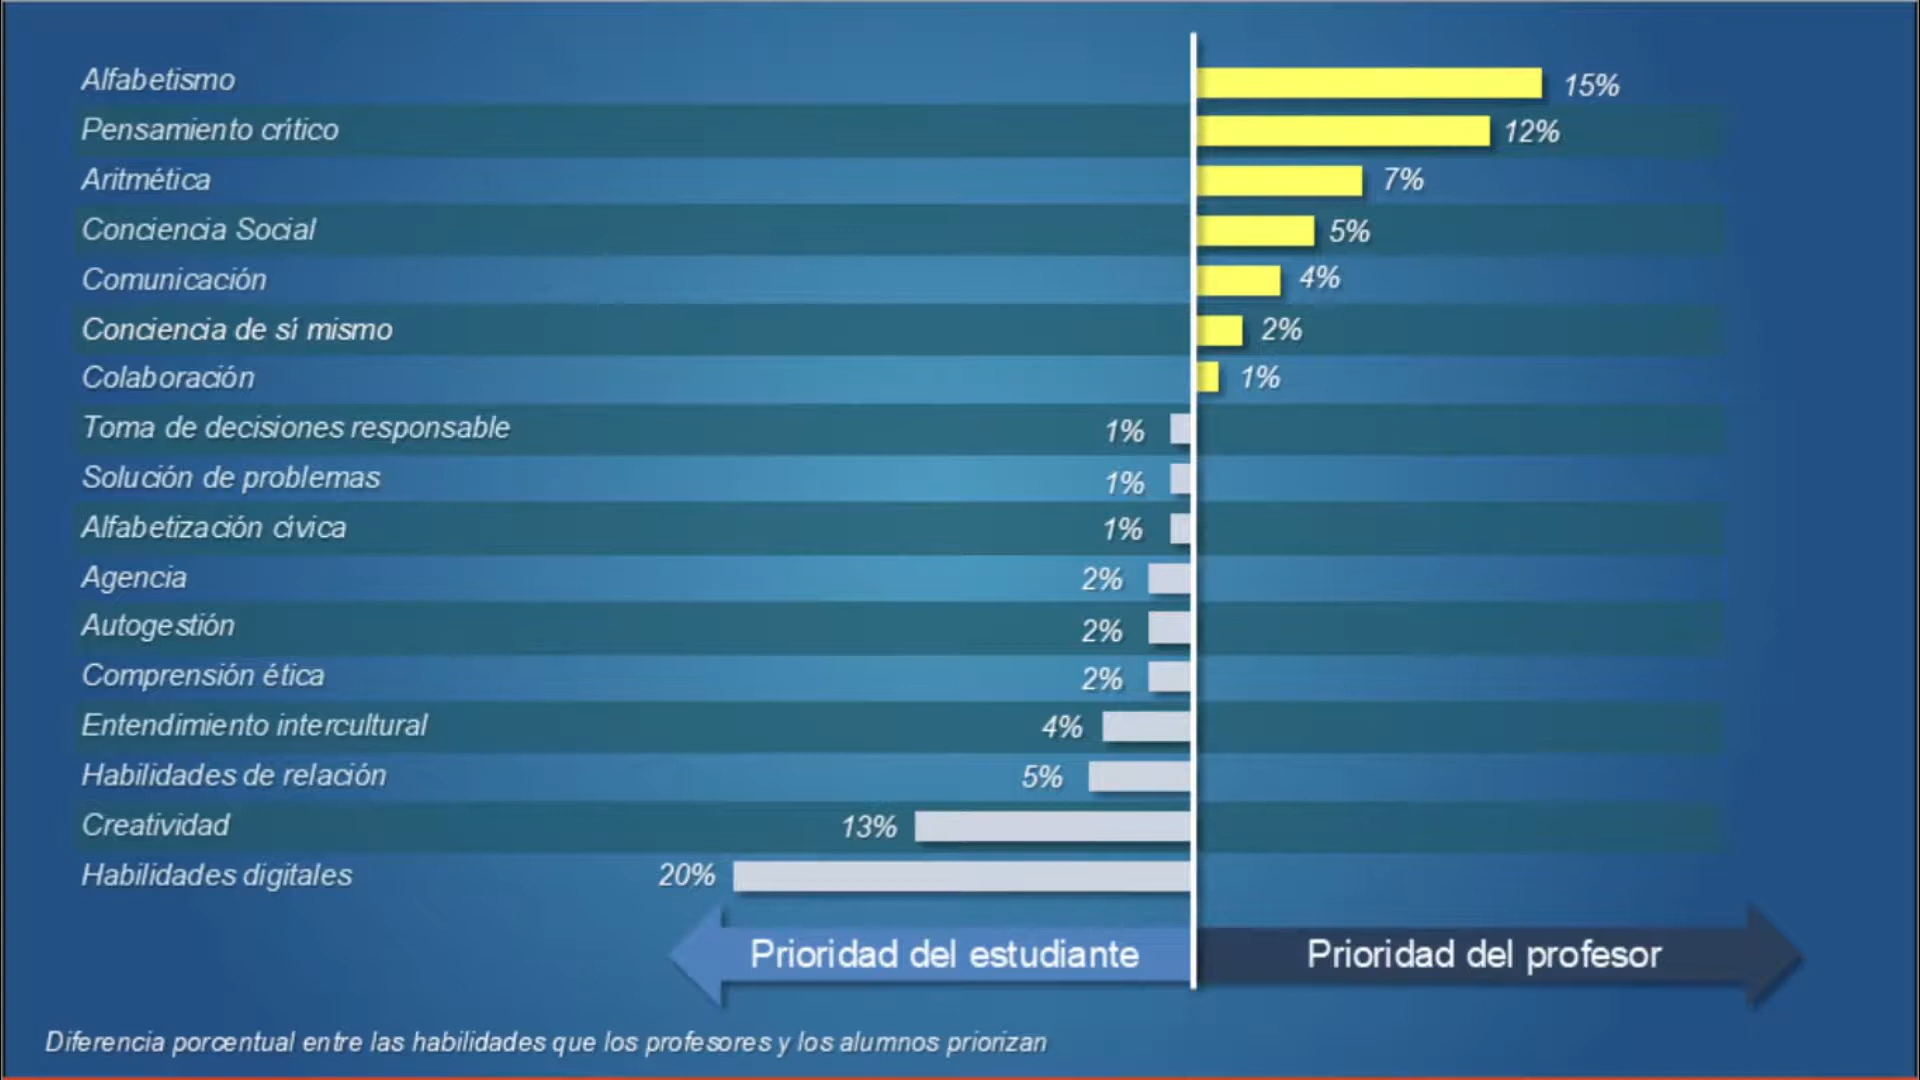 Alfabetismo 15%
Pensamiento crítico 12%
Aritmética 7%
Conciencia Social 5%
Comunicación 4%
Conciencia de sí mismo 2%
Colaboración 1%
Toma de decisiones responsable 1%
Solución de problemas 1%
Alfabetización cívica 1%
Agencia 2%
Autogestión 2%
Comprensión ética 2%
Entendimiento intercultural 4%
Habilidades de relación 5%
Creatividad 13%
Habilidades digitales 20%
Prioridad del estudiante Prioridad del profesor
Diferencia porcentual entre las habilidades que los profesores y los alumnos priorizan